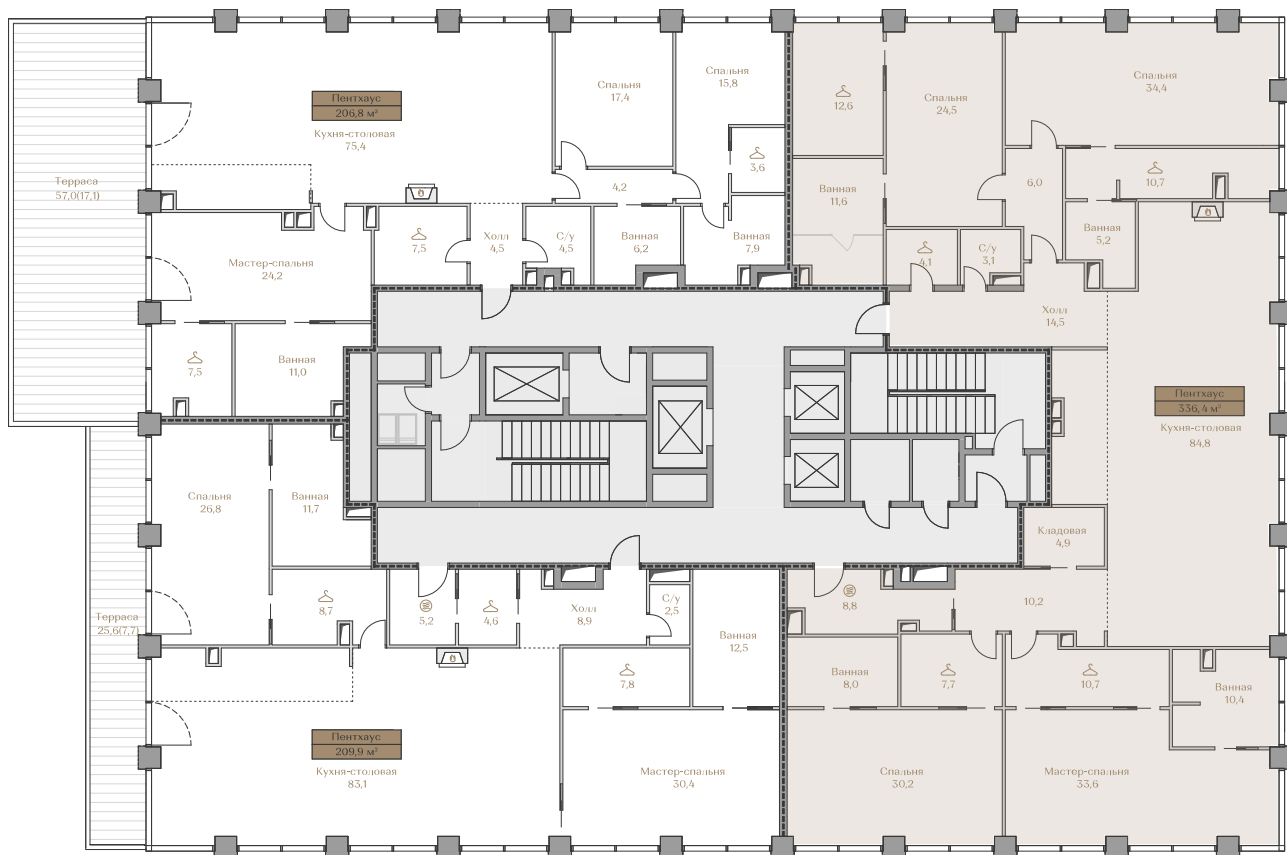 Пентхаус
206,8 м²
Кухня-столовая
75,4
Спальня
17,4
Спальня
15,8
3,6
4,2
Терраса
57,0(17,1)
Мастер-спальня
24,2
7,5
Холл
4,5
С/у
4,5
Ванная
6,2
Ванная
7,9
7,5
Ванная
11,0
12,6
Спальня
24,5
Спальня
34,4
Ванная
11,6
6,0
10,7
Ванная
5,2
4,1
С/у
3,1
Холл
14,5
Пентхаус
336,4 м²
Кухня-столовая
84,8
Кладовая
4,9
8,8
10,2
Ванная
8,0
7,7
10,7
Ванная
10,4
Спальня
30,2
Мастер-спальня
33,6
Спальня
26,8
Ванная
11,7
Терраса
25,6(7,7)
8,7
5,2
4,6
Холл
8,9
С/у
2,5
Ванная
12,5
7,8
Пентхаус
209,9 м²
Кухня-столовая
83,1
Мастер-спальня
30,4